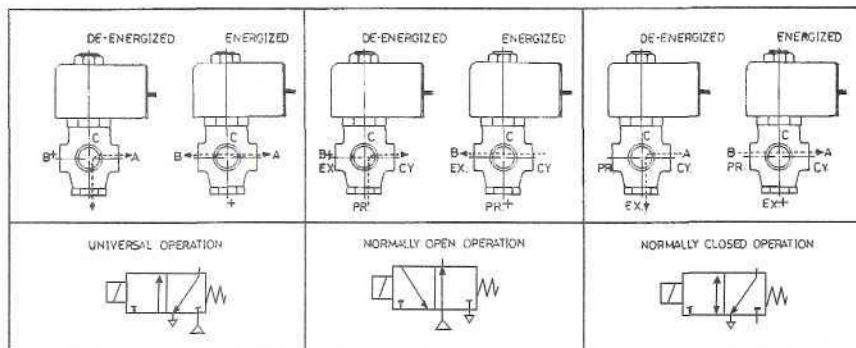 DE-ENERGIZED ENERGIZED
C C
B A B A
DE-ENERGIZED ENERGIZED
C C
B B
EX. CY EX. CY
PR. PR.
DE-ENERGIZED ENERGIZED
C C
A B A
PR. CY. PR. CY.
EX. EX.
UNIVERSAL OPERATION
NORMALLY OPEN OPERATION
NORMALLY CLOSED OPERATION